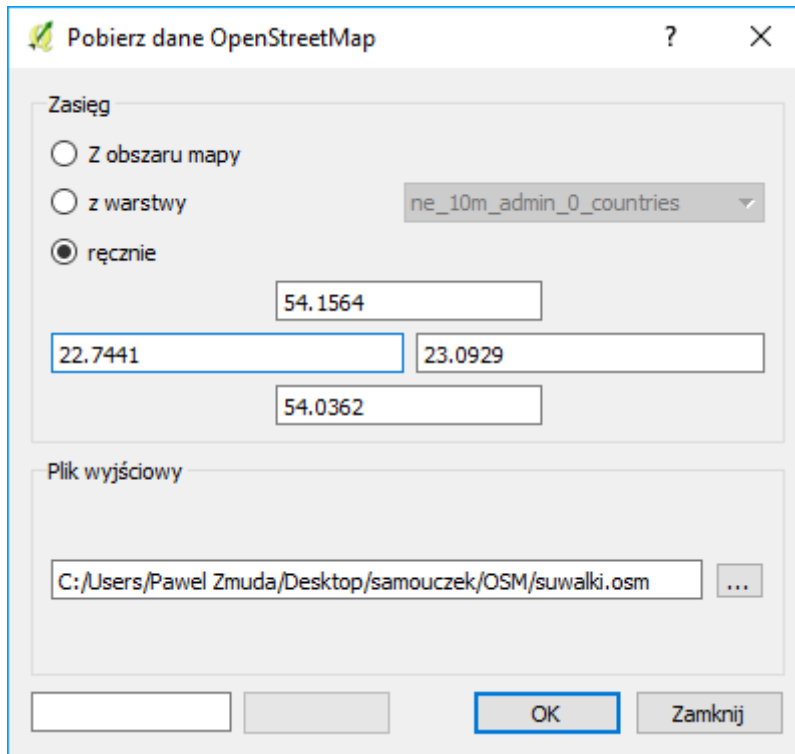 Pobierz dane OpenStreetMap ?
Zasięg
Z obszaru mapy
z warstwy ne_10m_admin_0_countries
ręcznie
54.1564
22.7441 23.0929
54.0362
Plik wyjściowy
C:/Users/Pawel Zmuda/Desktop/samouczek/OSM/suwalki.osm ...
OK Zamknij